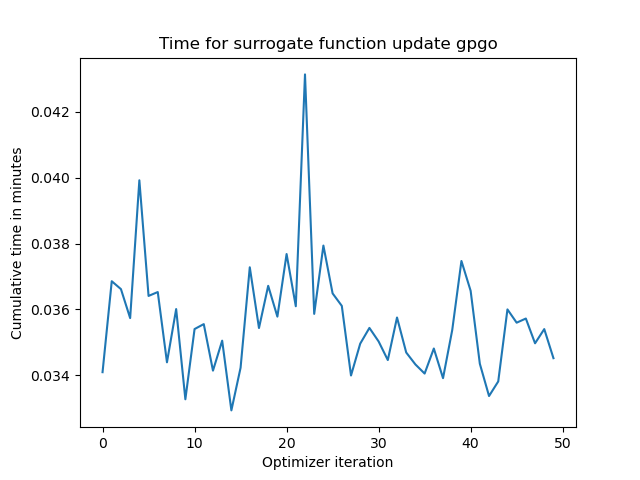 Time for surrogate function update gpgo
Cumulative time in minutes
0.042
0.040
0.038
0.036
0.034
0 10 20 30 40 50
Optimizer iteration